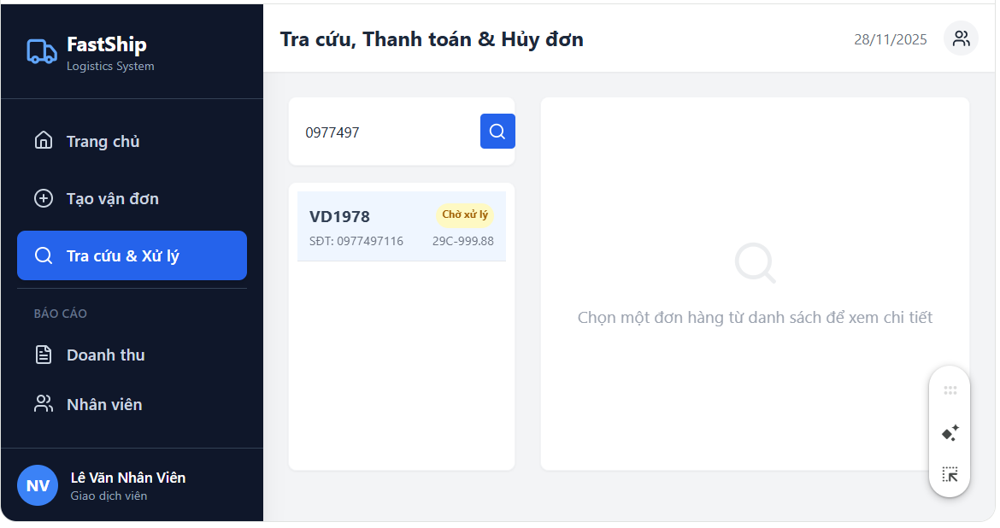 FastShip
Logistics System
Trang chủ
Tạo vận đơn
Tra cứu & Xử lý
BÁO CÁO
Doanh thu
Nhân viên
NV
Lê Văn Nhân Viên
Giao dịch viên
Tra cứu, Thanh toán & Hủy đơn
28/11/2025
0977497
VD1978
Chờ xử lý
SĐT: 0977497116
29C-999.88
Chọn một đơn hàng từ danh sách để xem chi tiết